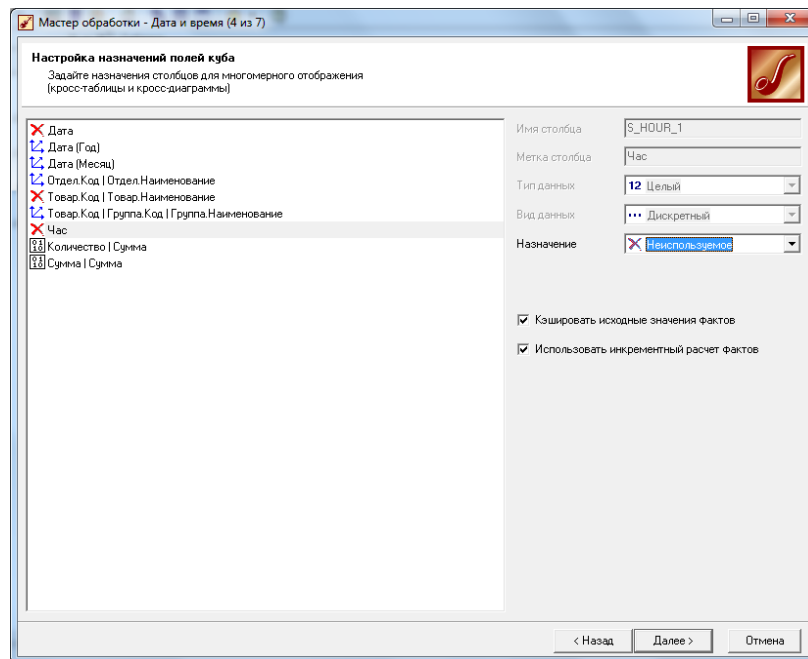 Мастер обработки - Дата и время (4 из 7)
Настройка назначений полей куба
Задайте назначения столбцов для многомерного отображения
(кросс-таблицы и кросс-диаграммы)
Дата
Дата (Год)
Дата (Месяц)
Отдел.Код | Отдел.Наименование
Товар.Код | Товар.Наименование
Товар.Код | Группа.Код | Группа.Наименование
Час
Количество | Сумма
Сумма | Сумма
Имя столбца S_HOUR_1
Метка столбца Час
Тип данных 12 Целый
Вид данных Дискретный
Назначение Неиспользуемое
Кэшировать исходные значения фактов
Использовать инкрементный расчет фактов
< Назад Далее > Отмена